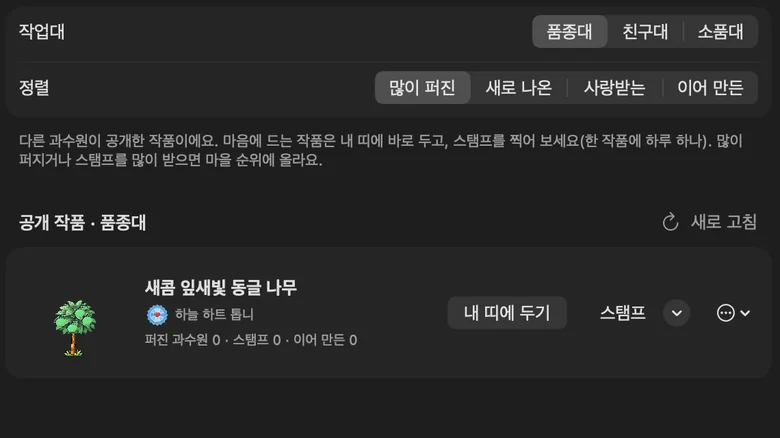 작업대
품종대 친구대 소품대
정렬
많이 퍼진 새로 나온 사랑받는 이어 만든
다른 과수원이 공개한 작품이에요. 마음에 드는 작품은 내 띠에 바로 두고, 스탬프를 찍어 보세요(한 작품에 하루 하나). 많이
퍼지거나 스탬프를 많이 받으면 마을 순위에 올라요.
공개 작품 · 품종대
새로 고침
새콤 잎새빛 동글 나무
하늘 하트 톱니
퍼진 과수원 0 · 스탬프 0 · 이어 만든 0
내 띠에 두기
스탬프